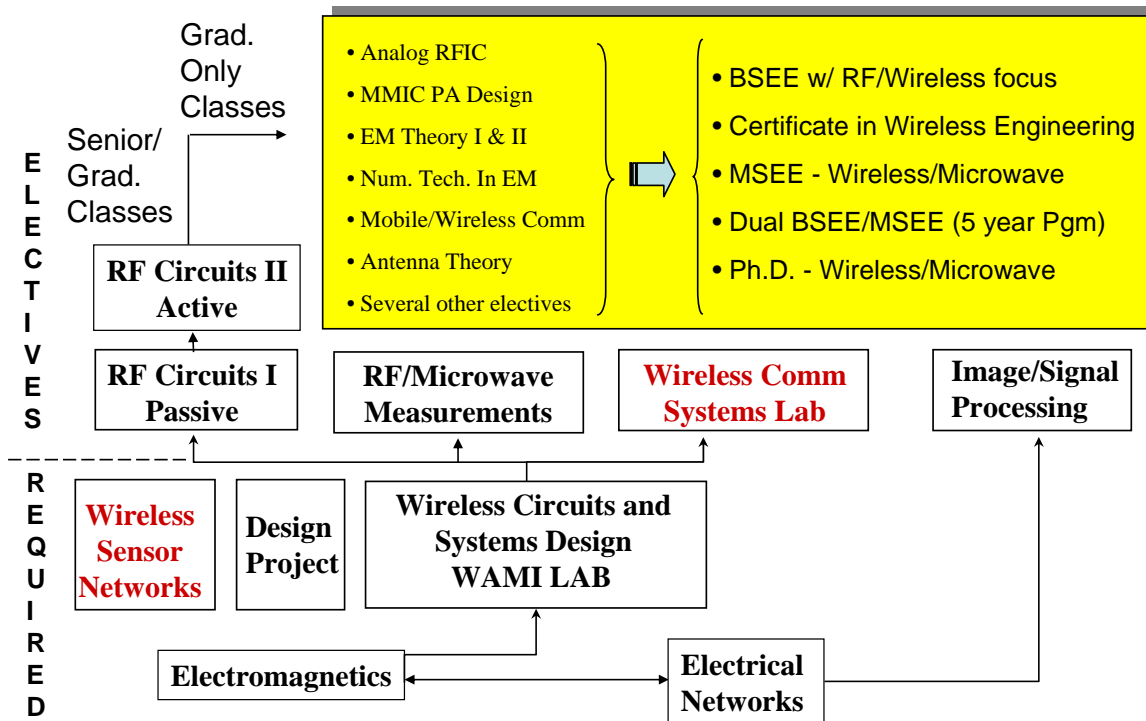 Grad.
Only
Classes
Senior/
Grad.
Classes
• Analog RFIC
• MMIC PA Design
• EM Theory I & II
• Num. Tech. In EM
• Mobile/Wireless Comm
• Antenna Theory
• Several other electives
• BSEE w/ RF/Wireless focus
• Certificate in Wireless Engineering
• MSEE - Wireless/Microwave
• Dual BSEE/MSEE (5 year Pgm)
• Ph.D. - Wireless/Microwave
ELECTIVES
RF Circuits II
Active
RF Circuits I
Passive
RF/Microwave
Measurements
Wireless Comm
Systems Lab
Image/Signal
Processing
REQUIRED
Wireless
Sensor
Networks
Design
Project
Wireless Circuits and
Systems Design
WAMI LAB
Electromagnetics
Electrical
Networks